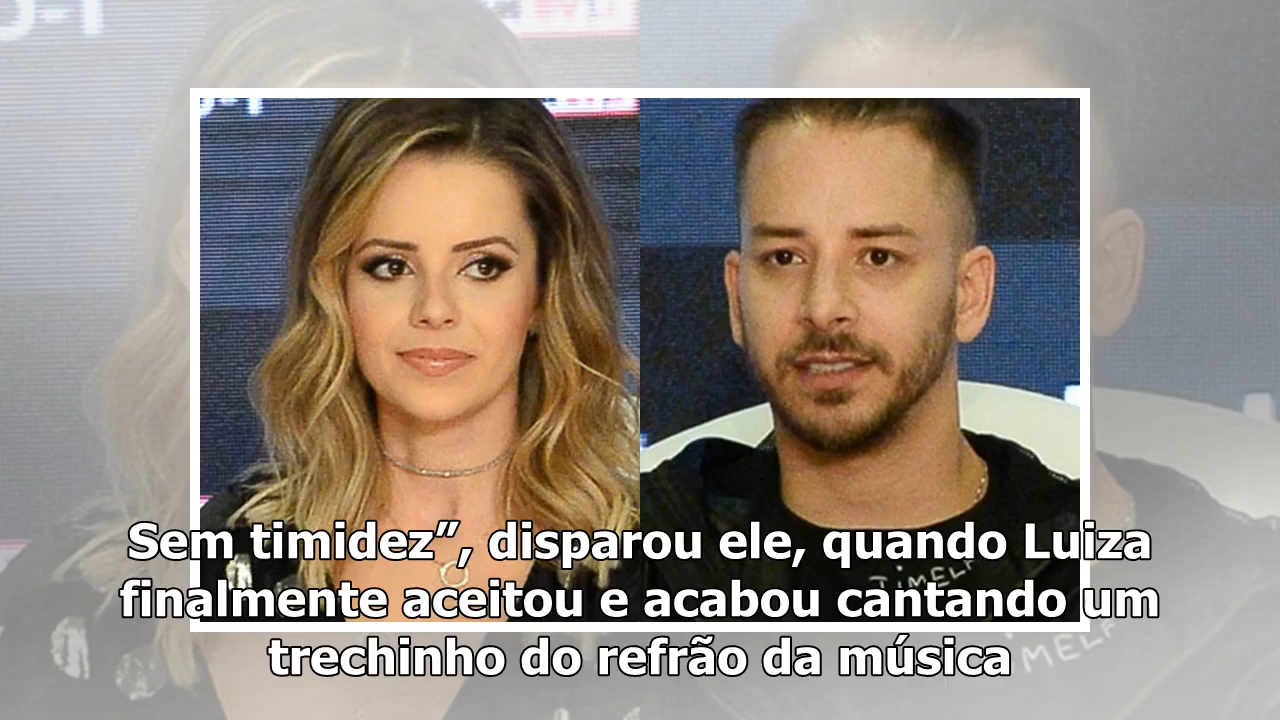 Sem timidez”, disparou ele, quando Luiza
finalmente aceitou e acabou cantando um
trechinho do refrão da música